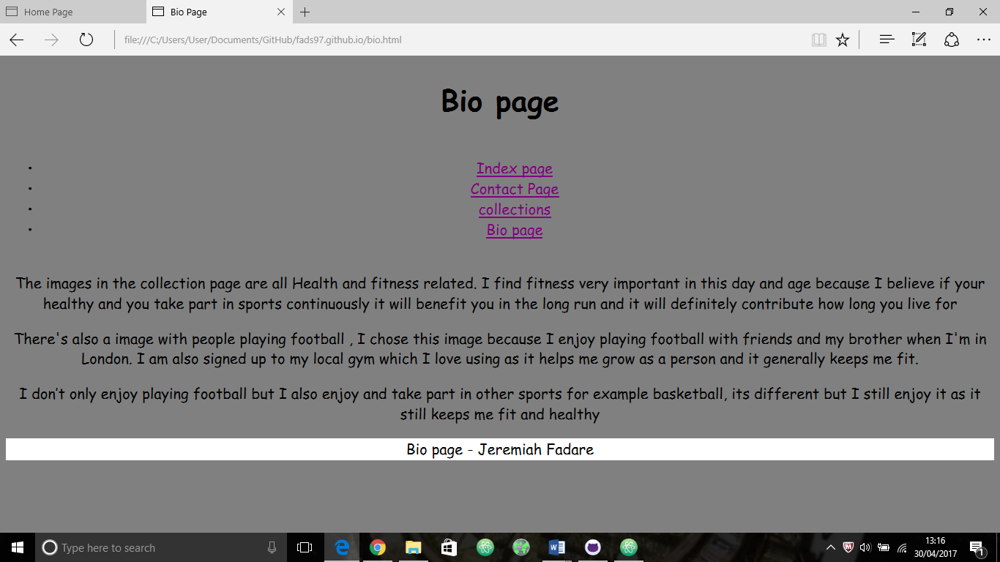 Home Page
Bio Page
file:///C:/Users/User/Documents/GitHub/fads97.github.io/bio.html
Bio page
• Index page
• Contact Page
• collections
• Bio page
The images in the collection page are all Health and fitness related. I find fitness very important in this day and age because I believe if your
healthy and you take part in sports continuously it will benefit you in the long run and it will definitely contribute how long you live for
There's also a image with people playing football , I chose this image because I enjoy playing football with friends and my brother when I'm in
London. I am also signed up to my local gym which I love using as it helps me grow as a person and it generally keeps me fit.
I don’t only enjoy playing football but I also enjoy and take part in other sports for example basketball, its different but I still enjoy it as it
still keeps me fit and healthy
Bio page - Jeremiah Fadare
Type here to search
13:16
30/04/2017
1